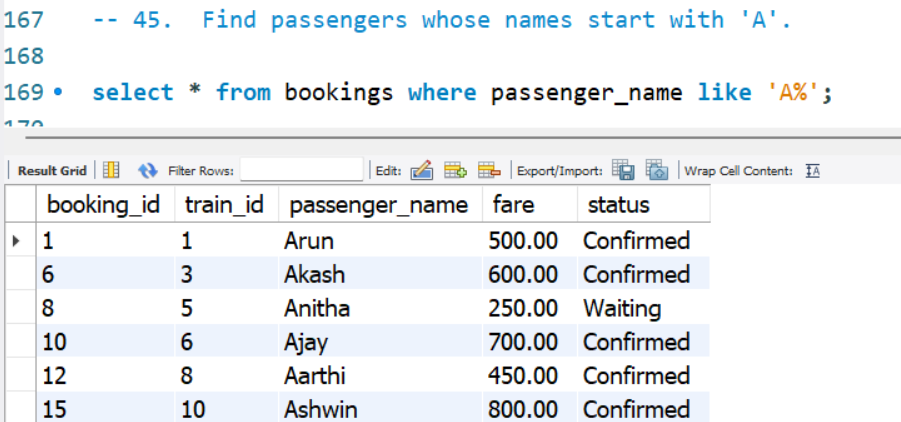 167 -- 45. Find passengers whose names start with 'A'.
168
169 select * from bookings where passenger_name like 'A%';
170
Result Grid Filter Rows: Edit: Export/Import: Wrap Cell Content: IA
booking_id train_id passenger_name fare status
1 1 Arun 500.00 Confirmed
6 3 Akash 600.00 Confirmed
8 5 Anitha 250.00 Waiting
10 6 Ajay 700.00 Confirmed
12 8 Aarthi 450.00 Confirmed
15 10 Ashwin 800.00 Confirmed